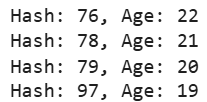 Hash: 76, Age: 22
Hash: 78, Age: 21
Hash: 79, Age: 20
Hash: 97, Age: 19